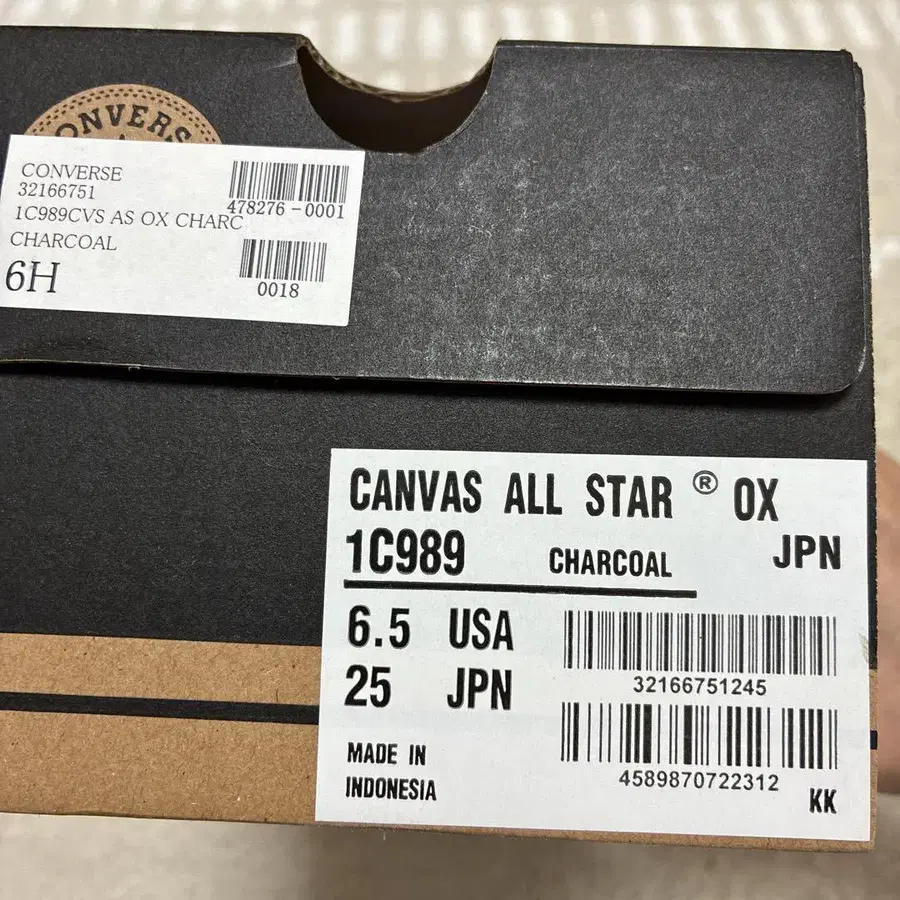 CONVERS
CONVERSE
32166751
478276-0001
1C989CVS AS OX CHARC
CHARCOAL
6H
0018
CANVAS ALL STAR ® OX
1C989 CHARCOAL JPN
6.5 USA
25 JPN
32166751245
MADE IN
INDONESIA
4589870722312
KK